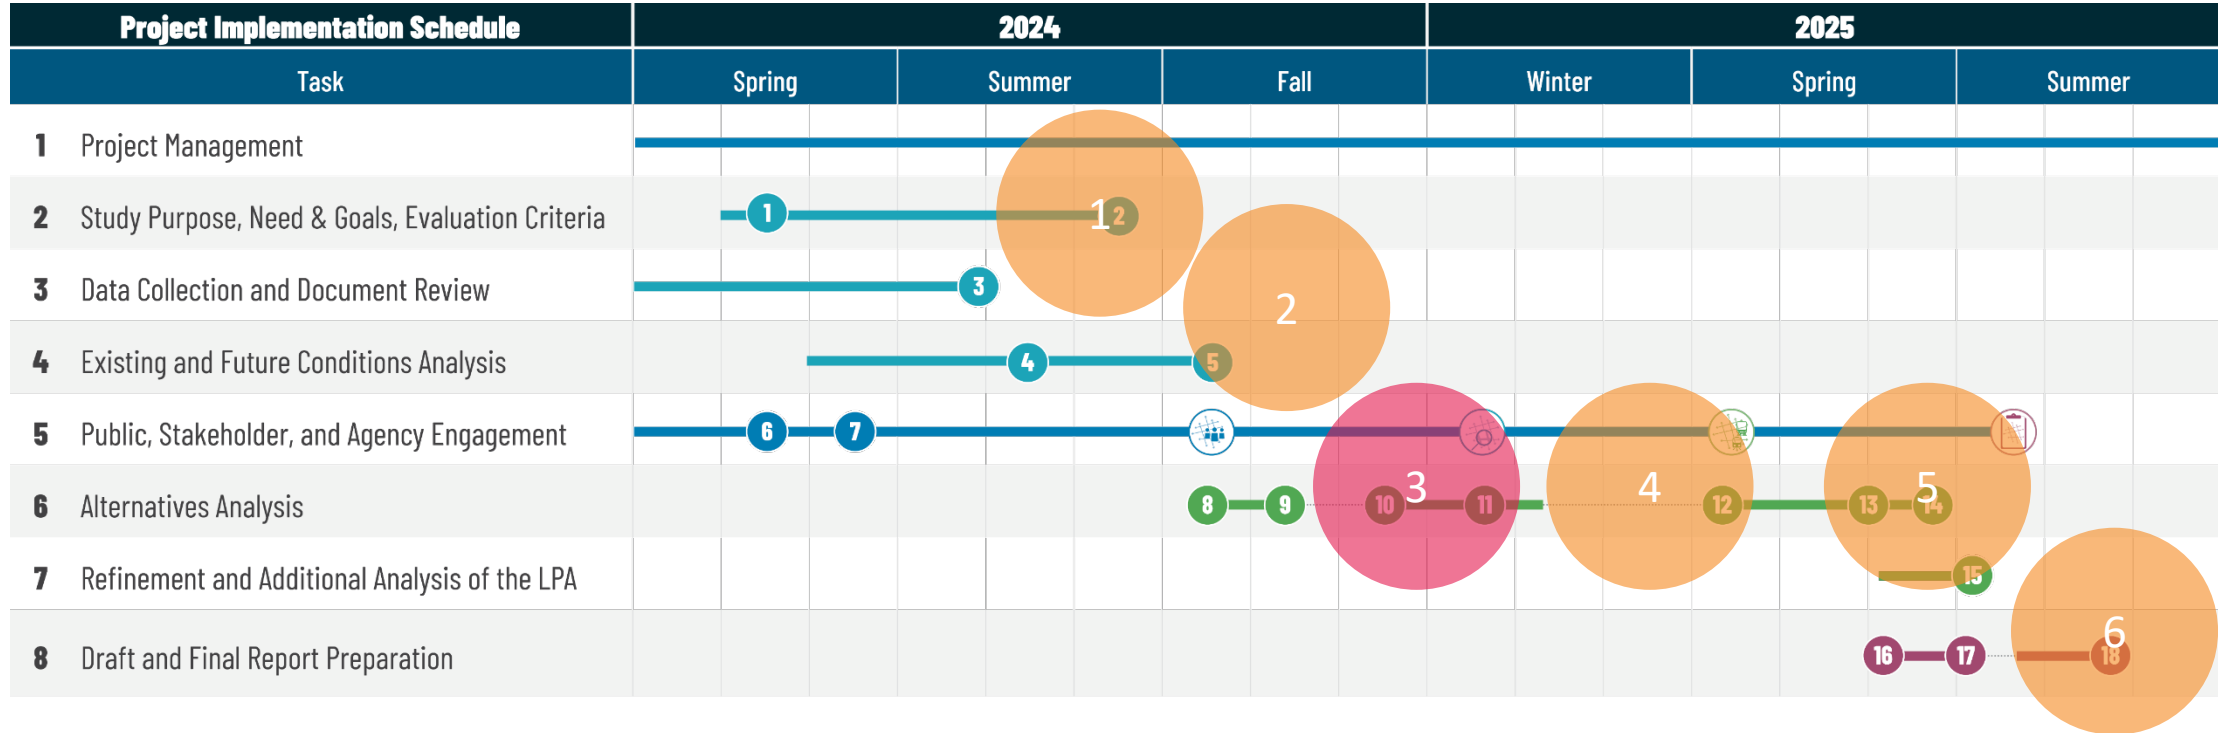 Project Implementation Schedule 2024 2025
Task Spring Summer Fall Winter Spring Summer
1 Project Management
2 Study Purpose, Need & Goals, Evaluation Criteria 1 1 2
3 Data Collection and Document Review 3
2
4 Existing and Future Conditions Analysis 4 5
5 Public, Stakeholder, and Agency Engagement 6 7
3 4 5
6 Alternatives Analysis 8 9 10 11 12 13 14
7 Refinement and Additional Analysis of the LPA 15
6
8 Draft and Final Report Preparation 16 17 18